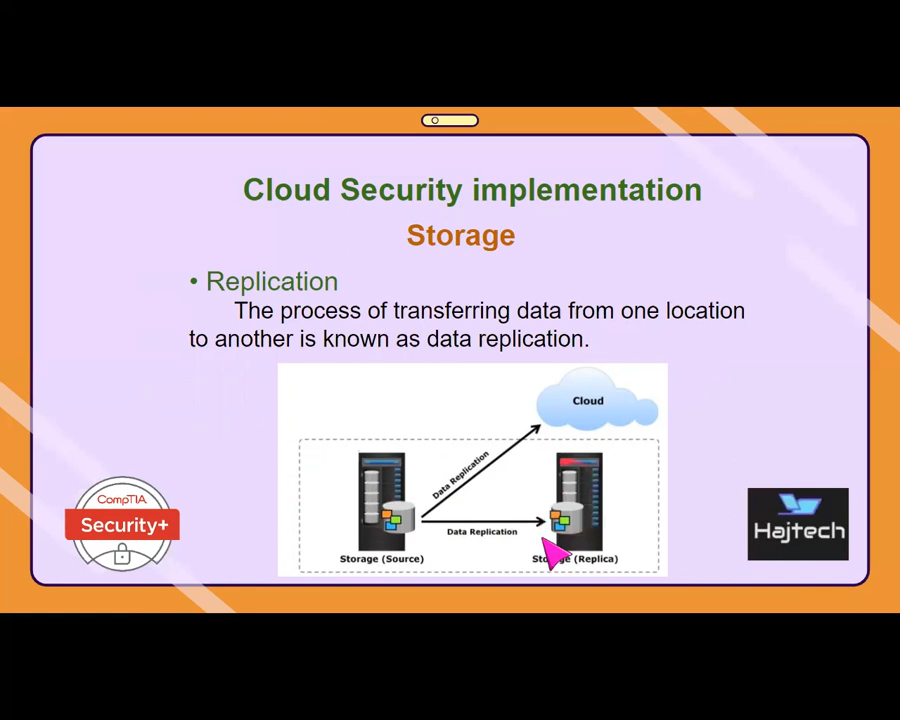 Cloud Security implementation
Storage
• Replication
The process of transferring data from one location
to another is known as data replication.
Cloud
Data Replication
Data Replication
Storage (Source)
(Replica)
CompTIA
Security+
Hajtech